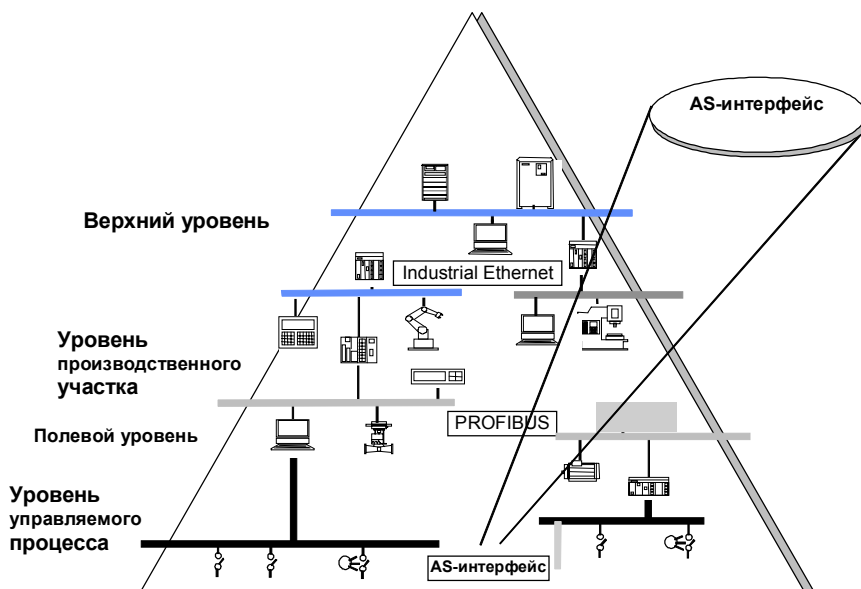 AS-интерфейс
Верхний уровень
Industrial Ethernet
Уровень
производственного
участка
PROFIBUS
Полевой уровень
Уровень
управляемого
процесса
AS-интерфейс